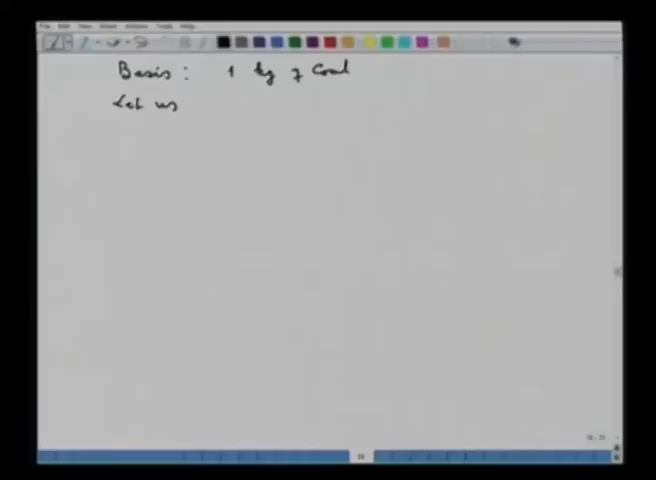 Basis : 1 kg of Coal
Let us